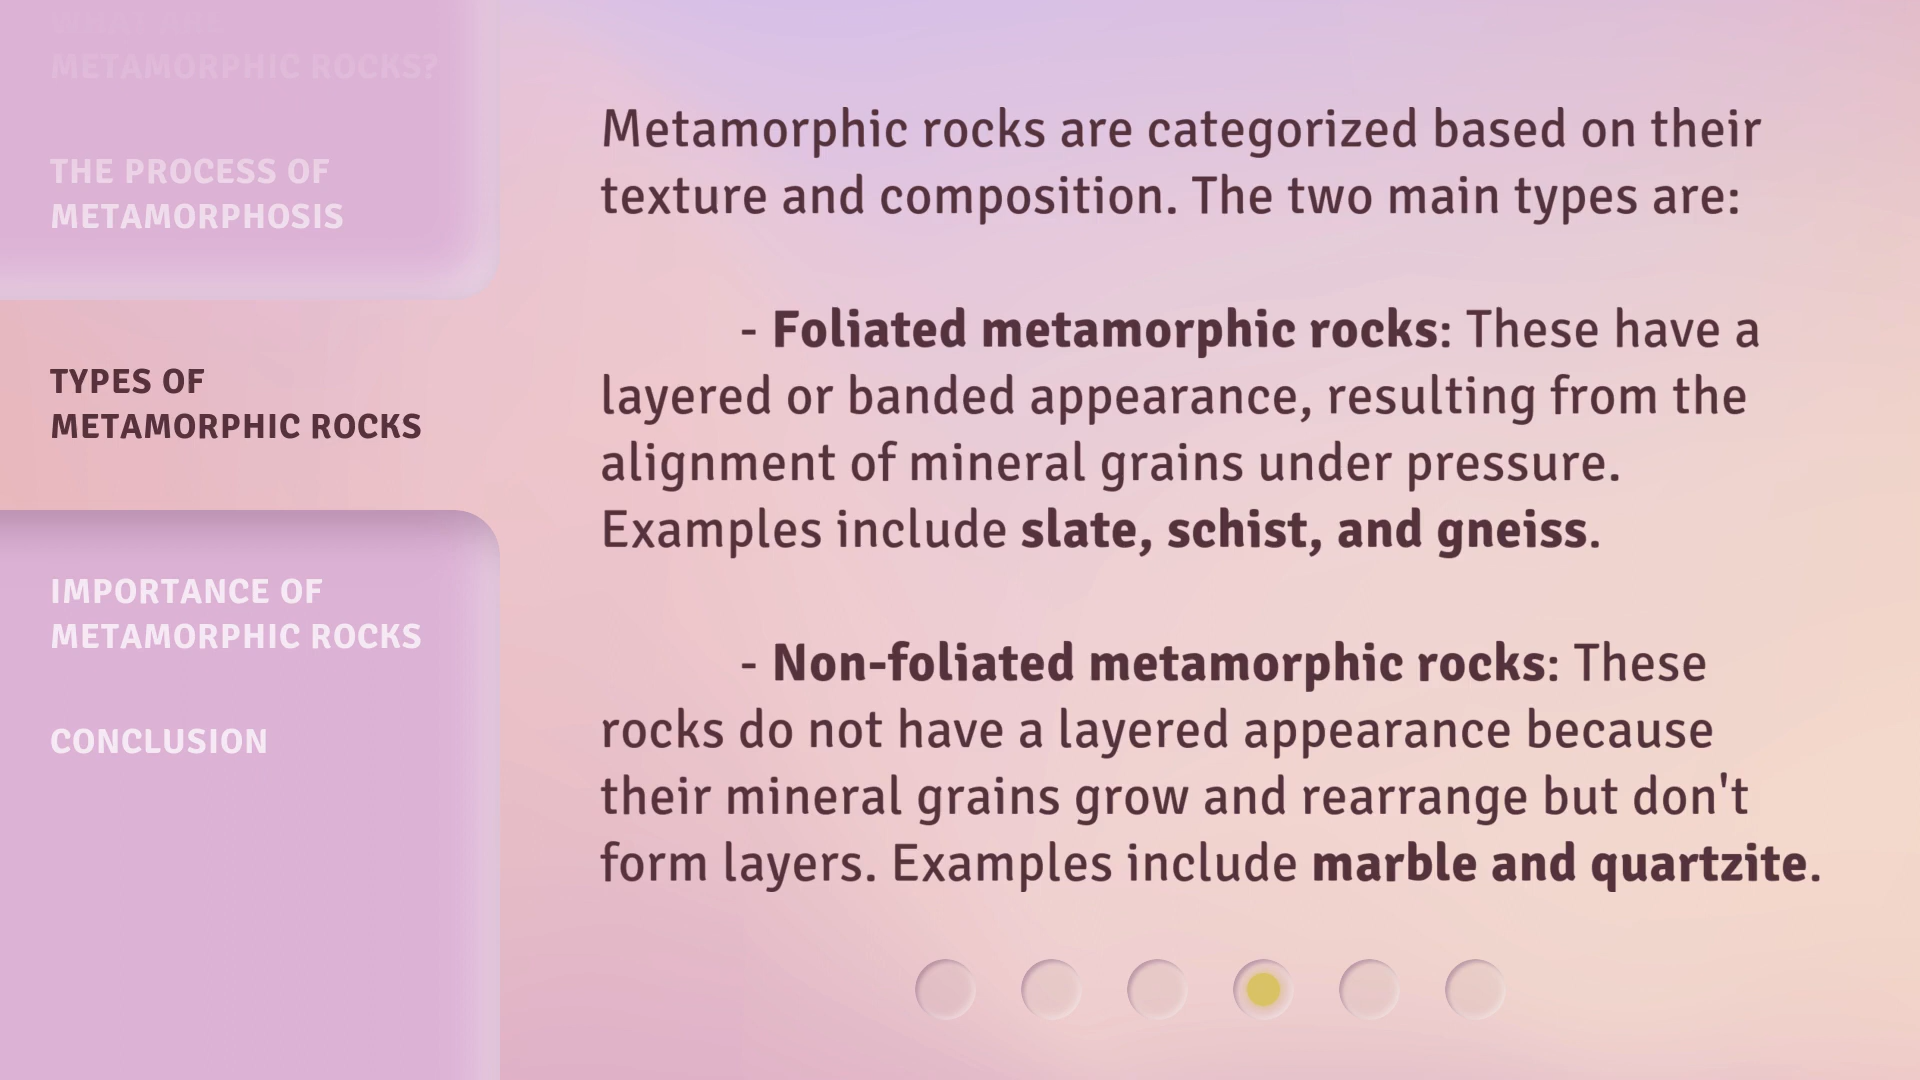 WHAT ARE
METAMORPHIC ROCKS?
THE PROCESS OF
METAMORPHOSIS
TYPES OF
METAMORPHIC ROCKS
IMPORTANCE OF
METAMORPHIC ROCKS
CONCLUSION
Metamorphic rocks are categorized based on their
texture and composition. The two main types are:
- Foliated metamorphic rocks: These have a
layered or banded appearance, resulting from the
alignment of mineral grains under pressure.
Examples include slate, schist, and gneiss.
- Non-foliated metamorphic rocks: These
rocks do not have a layered appearance because
their mineral grains grow and rearrange but don't
form layers. Examples include marble and quartzite.